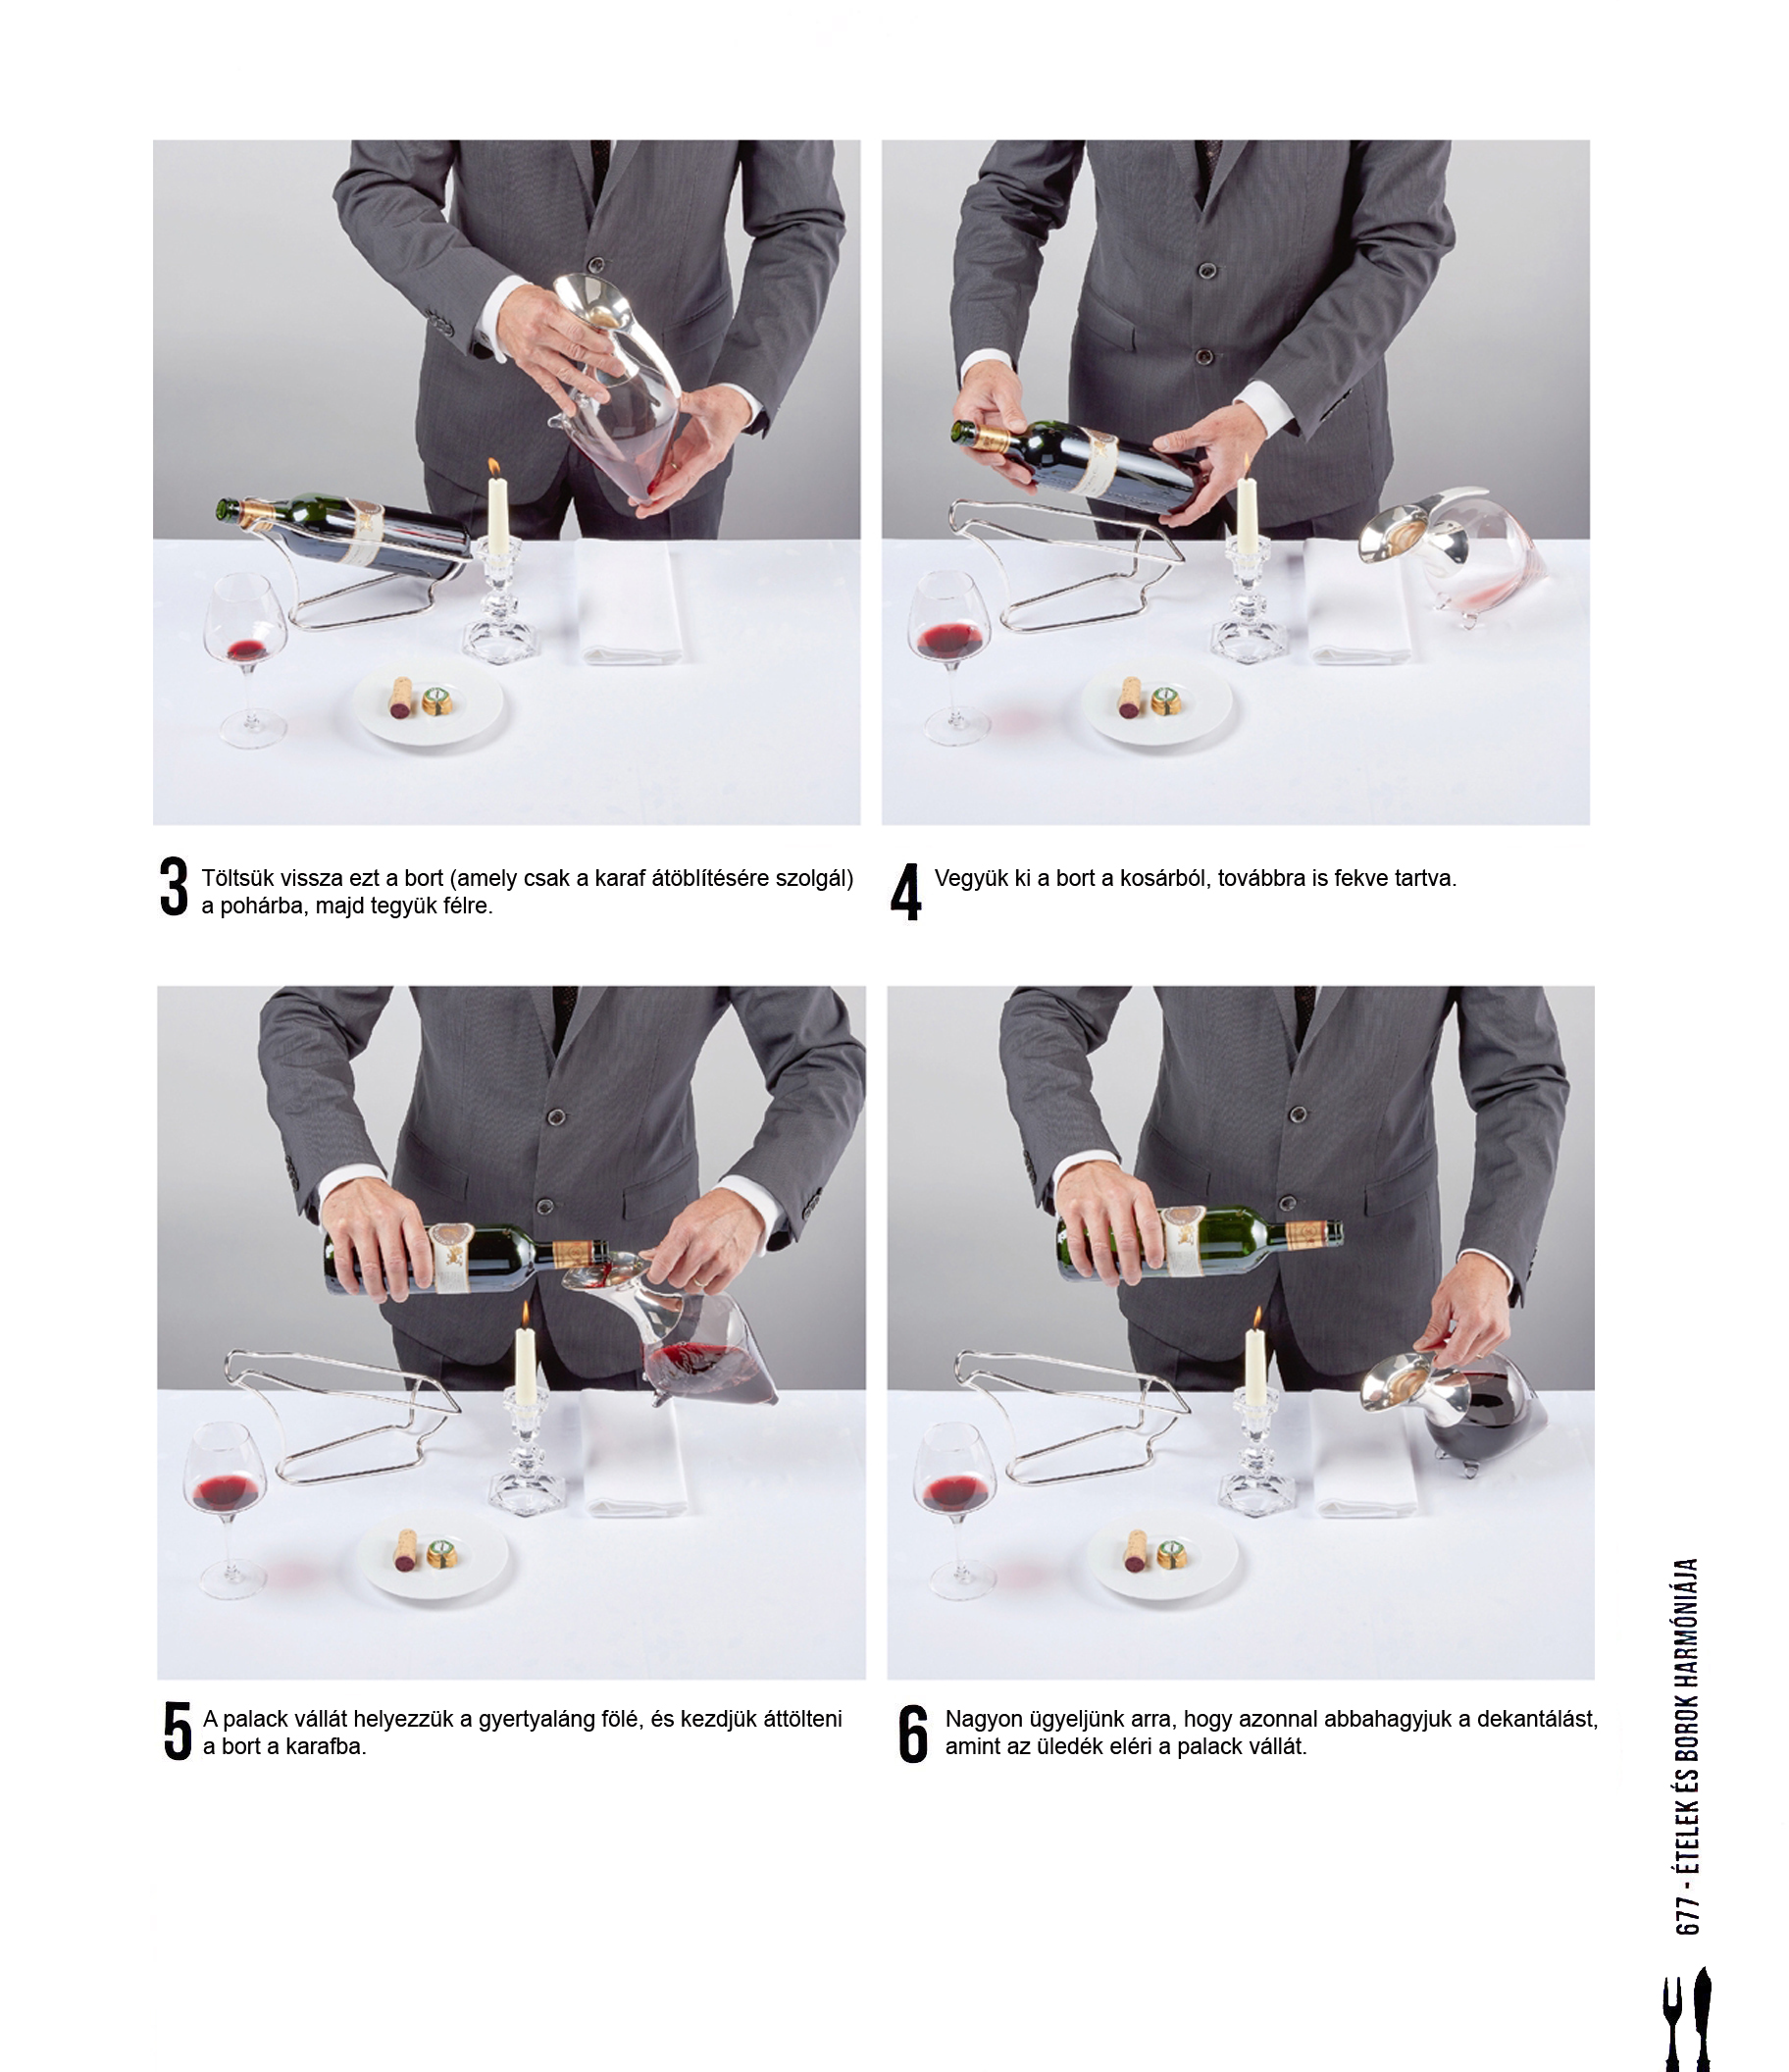 3 Töltsük vissza ezt a bort (amely csak a karaf átöblítésére szolgál)
a pohárba, majd tegyük félre.
4 Vegyük ki a bort a kosárból, továbbra is fekve tartva.
5 A palack vállát helyezzük a gyertyaláng fölé, és kezdjük áttölteni
a bort a karafba.
6 Nagyon ügyeljünk arra, hogy azonnal abbahagyjuk a dekantálást,
amint az üledék eléri a palack vállát.
677 - ÉTELEK ÉS BOROK HARMÓNIÁJA